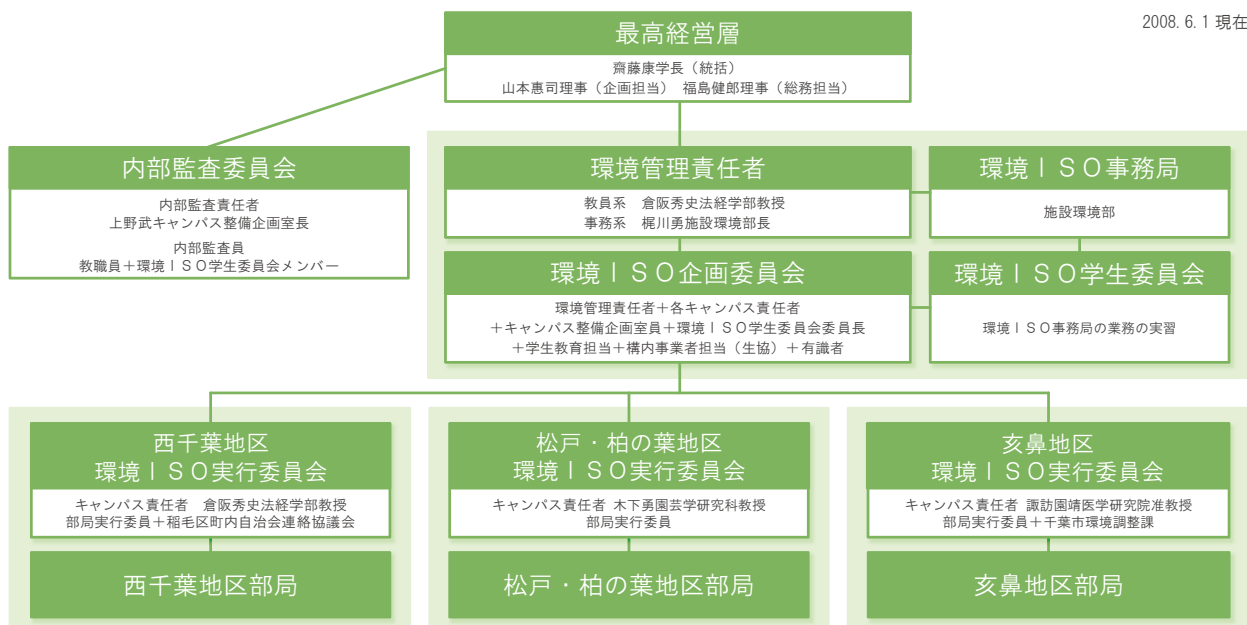 2008.6.1 現在
最高経営層
齋藤康学長（統括）
山本惠司理事（企画担当） 福島健郎理事（総務担当）
内部監査委員会
内部監査責任者
上野武キャンパス整備企画室長
内部監査員
教職員＋環境ＩＳＯ学生委員会メンバー
環境管理責任者
教員系　倉阪秀史法経学部教授
事務系　梶川勇施設環境部長
環境ＩＳＯ事務局
施設環境部
環境ＩＳＯ企画委員会
環境管理責任者＋各キャンパス責任者
＋キャンパス整備企画室員＋環境ＩＳＯ学生委員会委員長
＋学生教育担当＋構内事業者担当（生協）＋有識者
環境ＩＳＯ学生委員会
環境ＩＳＯ事務局の業務の実習
西千葉地区
環境ＩＳＯ実行委員会
キャンパス責任者　倉阪秀史法経学部教授
部局実行委員＋稲毛区町内自治会連絡協議会
西千葉地区部局
松戸・柏の葉地区
環境ＩＳＯ実行委員会
キャンパス責任者 木下勇園芸学研究科教授
部局実行委員
松戸・柏の葉地区部局
亥鼻地区
環境ＩＳＯ実行委員会
キャンパス責任者 諏訪園靖医学研究院准教授
部局実行委員＋千葉市環境調整課
亥鼻地区部局